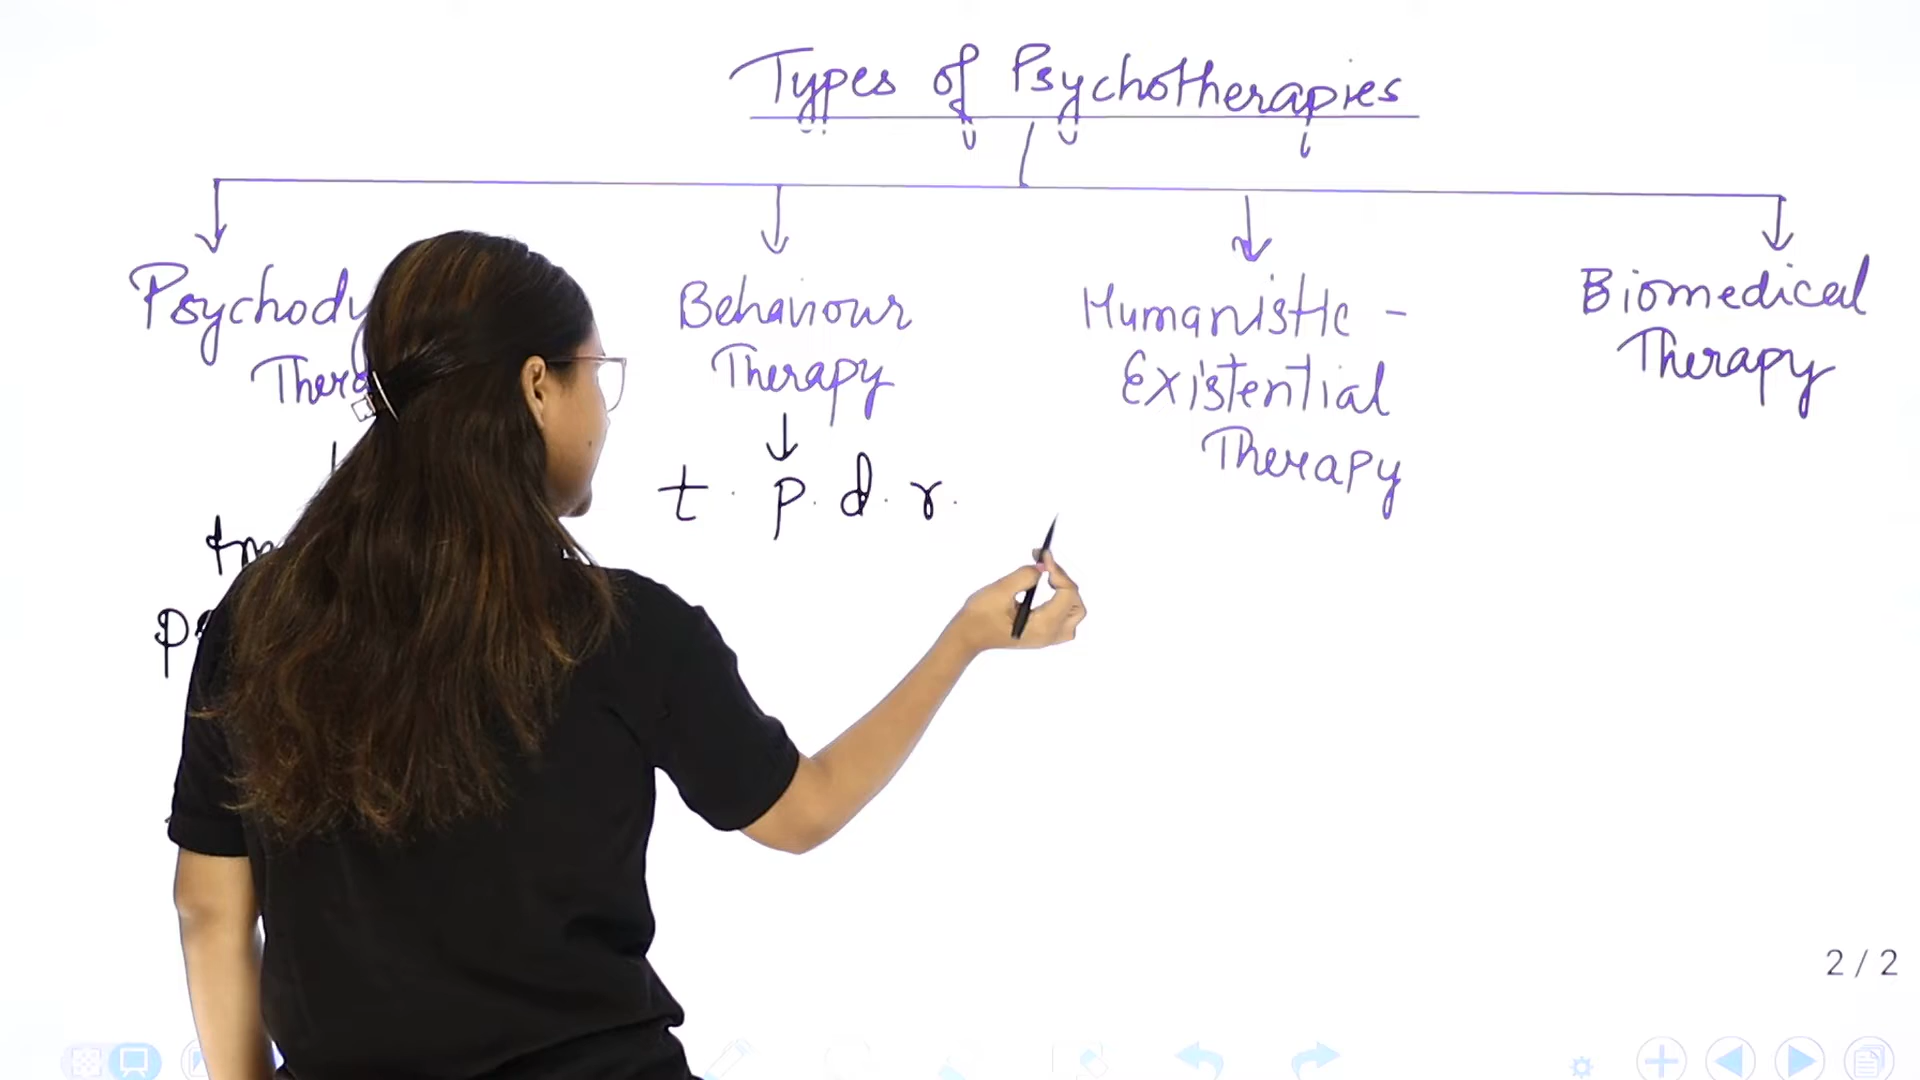 Types of Psychotherapies
Behaviour
Therapy
t. p. d. r.
Humanistic -
Existential
Therapy
Biomedical
Therapy
2 / 2